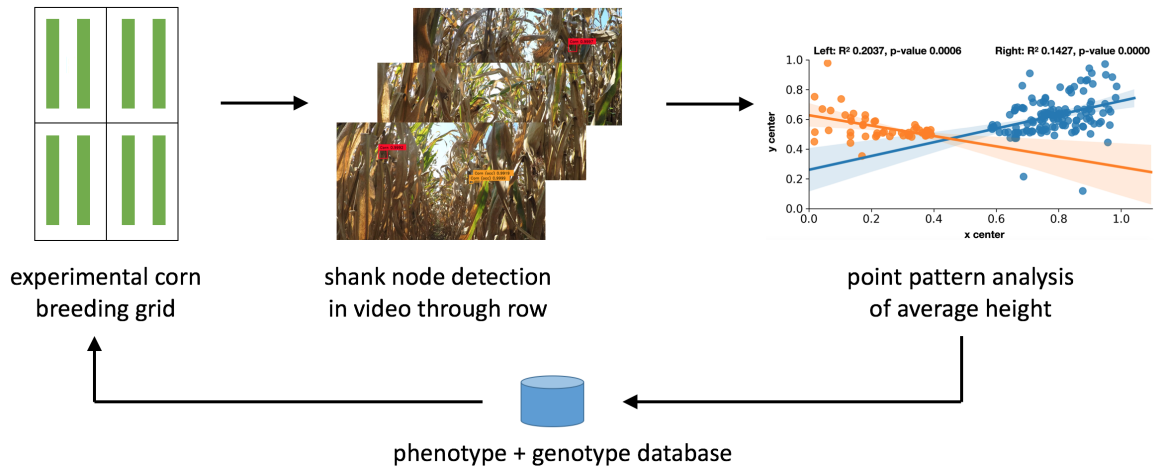 Left: R² 0.2037, p-value 0.0006
Right: R² 0.1427, p-value 0.0000
y center
1.0
0.8
0.6
0.4
0.2
0.0
0.0 0.2 0.4 0.6 0.8 1.0
x center
experimental corn
breeding grid
shank node detection
in video through row
point pattern analysis
of average height
phenotype + genotype database